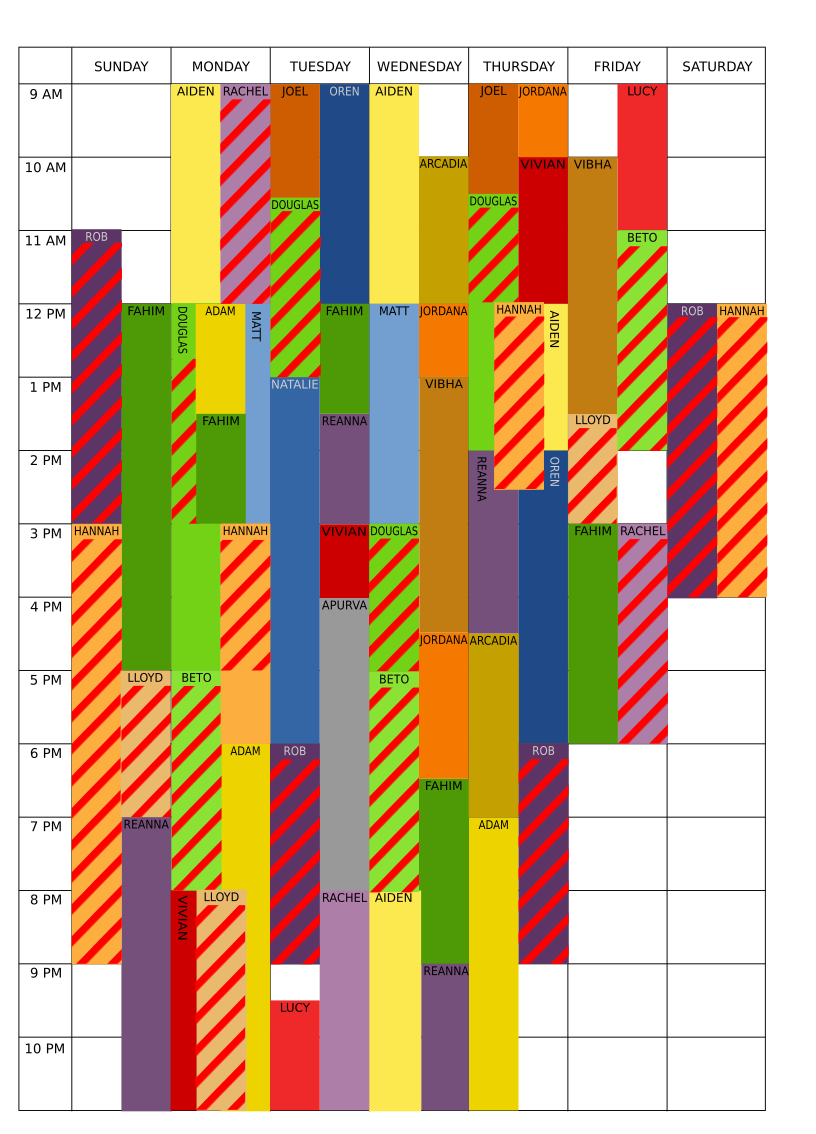 SUNDAY MONDAY TUESDAY WEDNESDAY THURSDAY FRIDAY SATURDAY
9 AM AIDEN RACHEL JOEL OREN AIDEN JOEL JORDANA LUCY
10 AM ARCADIA VIVIAN VIBHA
DOUGLAS DOUGLAS
11 AM ROB BETO
12 PM FAHIM DOUGLAS ADAM MATT FAHIM MATT JORDANA HANNAH AIDEN ROB HANNAH
1 PM NATALIE VIBHA
FAHIM REANNA LLOYD
2 PM REANNA OREN
3 PM HANNAH HANNAH VIVIAN DOUGLAS FAHIM RACHEL
4 PM APURVA
JORDANA ARCADIA
5 PM LLOYD BETO BETO
6 PM ADAM ROB ROB
FAHIM
7 PM REANNA ADAM
8 PM VIVIAN LLOYD RACHEL AIDEN
9 PM REANNA
LUCY
10 PM